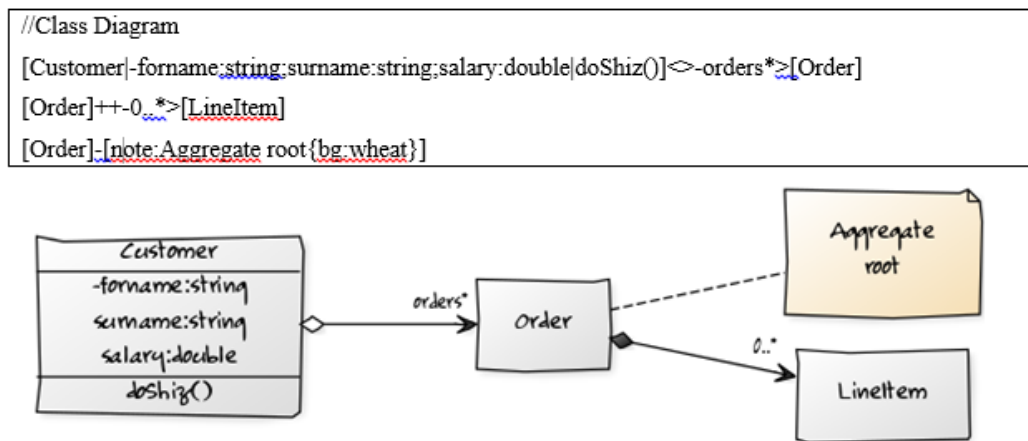 //Class Diagram
[Customer|-forname:string;surname:string;salary:double|doShiz()]<>-orders*>[Order]
[Order]++-0..*>[LineItem]
[Order]-[note:Aggregate root{bg:wheat}]
Customer
-forname:string
surname:string
salary:double
doShiz()
orders*
Order
Aggregate
root
0..*
LineItem